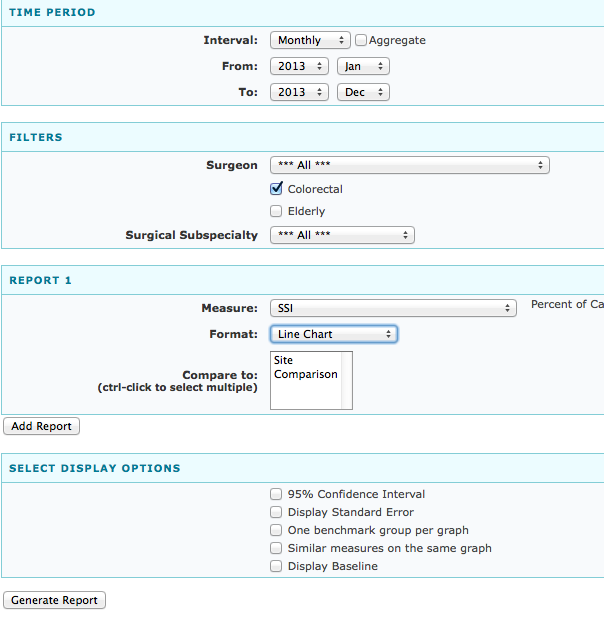 TIME PERIOD
Interval: Monthly Aggregate
From: 2013 Jan
To: 2013 Dec
FILTERS
Surgeon *** All ***
Colorectal
Elderly
Surgical Subspecialty *** All ***
REPORT 1
Measure: SSI Percent of Ca
Format: Line Chart
Compare to: Site
(ctrl-click to select multiple) Comparison
Add Report
SELECT DISPLAY OPTIONS
95% Confidence Interval
Display Standard Error
One benchmark group per graph
Similar measures on the same graph
Display Baseline
Generate Report